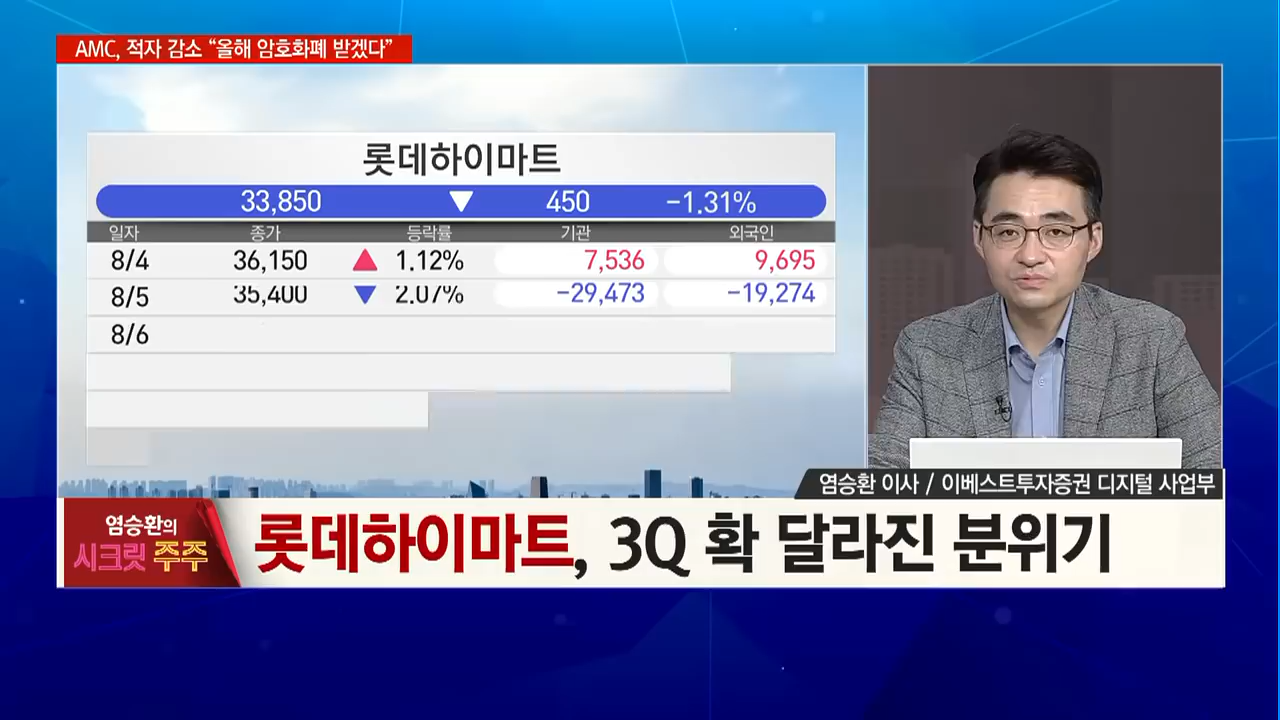 AMC, 적자 감소 “올해 암호화폐 받겠다”
롯데하이마트
33,850 ▼ 450 -1.31%
일자 종가 등락률 기관 외국인
8/4 36,150 ▲ 1.12% 7,536 9,695
8/5 35,400 ▼ 2.07% -29,473 -19,274
8/6
염승환 이사 / 이베스트투자증권 디지털 사업부
염승환의
시크릿 주주
롯데하이마트, 3Q 확 달라진 분위기